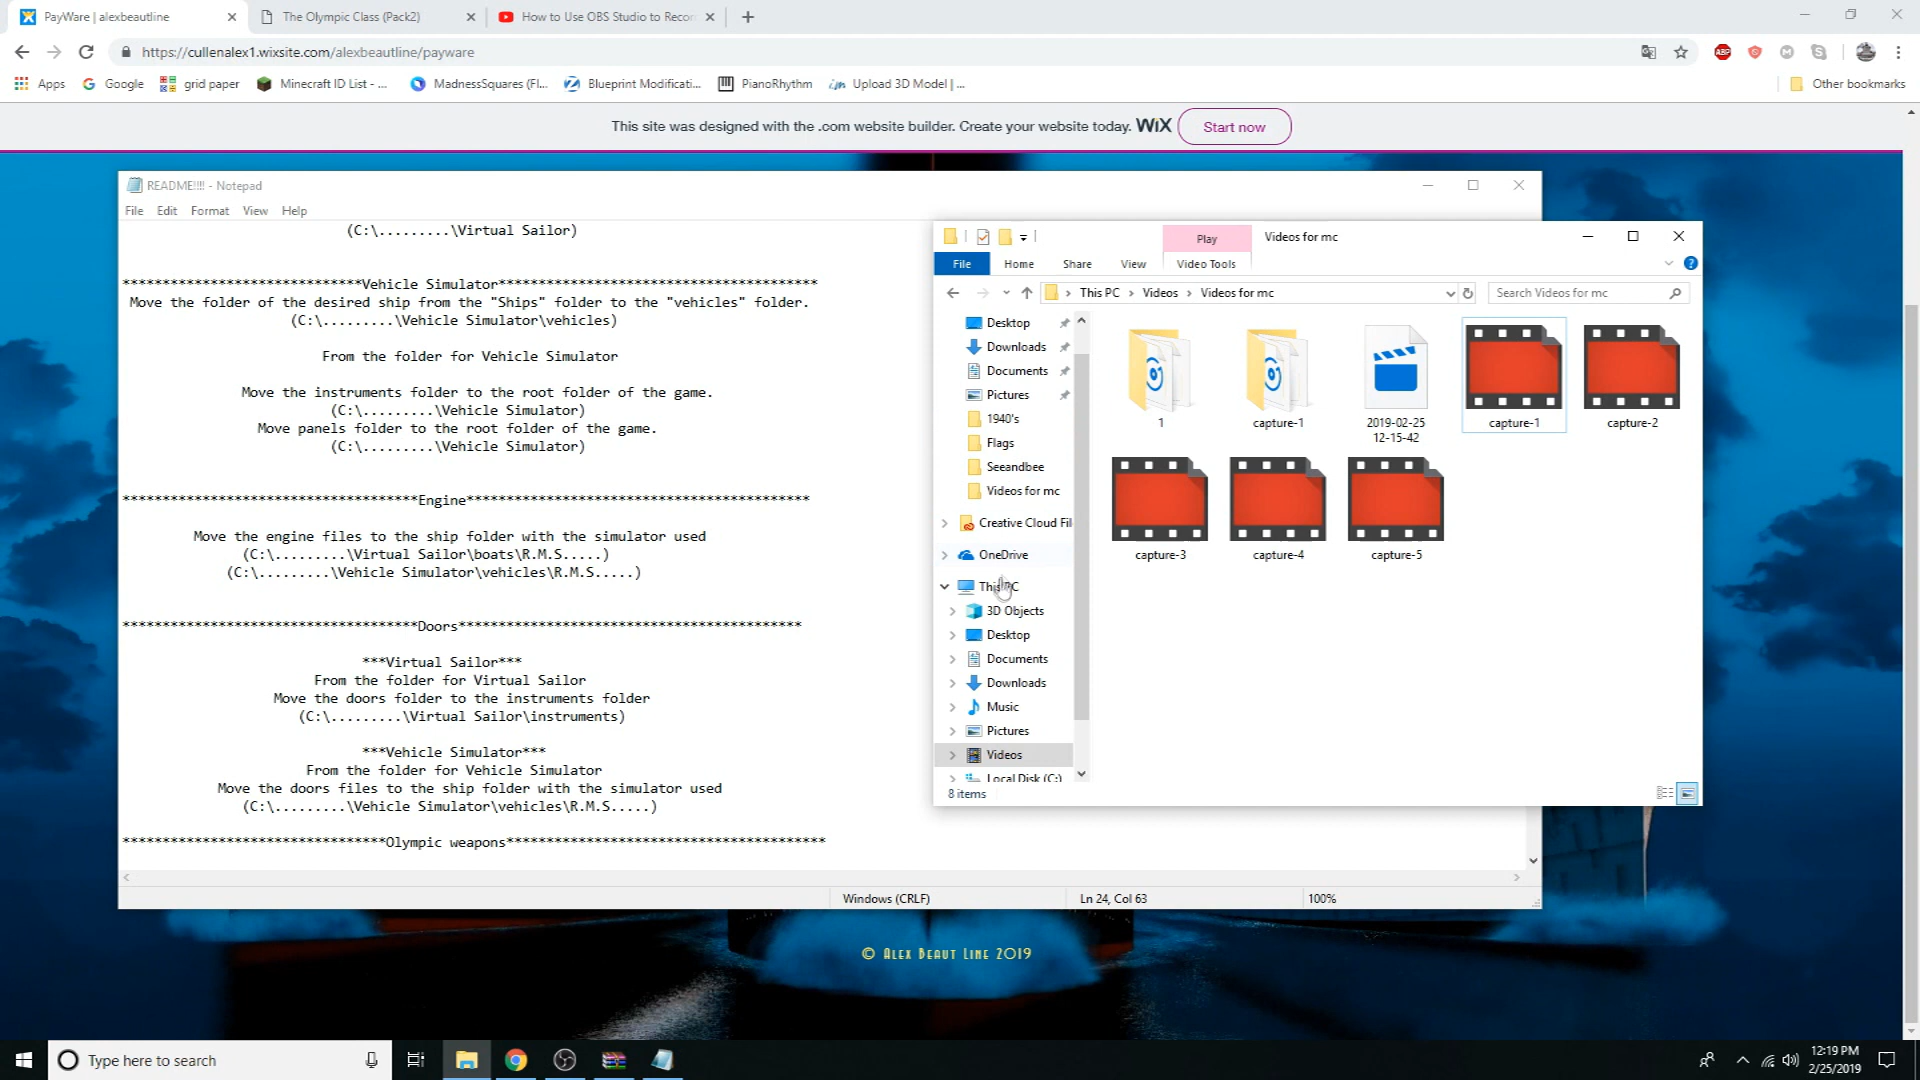 PayWare | alexbeautline
The Olympic Class (Pack2)
How to Use OBS Studio to Recor
https://cullenalex1.wixsite.com/alexbeautline/payware
ABP
Apps
Google
grid paper
Minecraft ID List - ...
MadnessSquares (Fl...
Blueprint Modificati...
PianoRhythm
Upload 3D Model | ...
Other bookmarks
This site was designed with the .com website builder. Create your website today. WiX
Start now
README!!!! - Notepad
File Edit Format View Help
(C:\.........\Virtual Sailor)
******************************Vehicle Simulator****************************************
Move the folder of the desired ship from the "Ships" folder to the "vehicles" folder.
(C:\.........\Vehicle Simulator\vehicles)
From the folder for Vehicle Simulator
Move the instruments folder to the root folder of the game.
(C:\.........\Vehicle Simulator)
Move panels folder to the root folder of the game.
(C:\.........\Vehicle Simulator)
*************************************Engine*******************************************
Move the engine files to the ship folder with the simulator used
(C:\.........\Virtual Sailor\boats\R.M.S.....)
(C:\.........\Vehicle Simulator\vehicles\R.M.S.....)
*************************************Doors*******************************************
***Virtual Sailor***
From the folder for Virtual Sailor
Move the doors folder to the instruments folder
(C:\.........\Virtual Sailor\instruments)
***Vehicle Simulator***
From the folder for Vehicle Simulator
Move the doors files to the ship folder with the simulator used
(C:\.........\Vehicle Simulator\vehicles\R.M.S.....)
*********************************Olympic weapons****************************************
Windows (CRLF)
Ln 24, Col 63
100%
Play
Videos for mc
File
Home
Share
View
Video Tools
This PC
Videos
Videos for mc
Search Videos for mc
Desktop
Downloads
Documents
Pictures
1940's
Flags
Seeandbee
Videos for mc
Creative Cloud Fil
OneDrive
This PC
3D Objects
Desktop
Documents
Downloads
Music
Pictures
Videos
Local Disk (C:)
8 items
1
capture-1
2019-02-25
12-15-42
capture-1
capture-2
capture-3
capture-4
capture-5
© Alex Beaut Line 2019
Type here to search
12:19 PM
2/25/2019